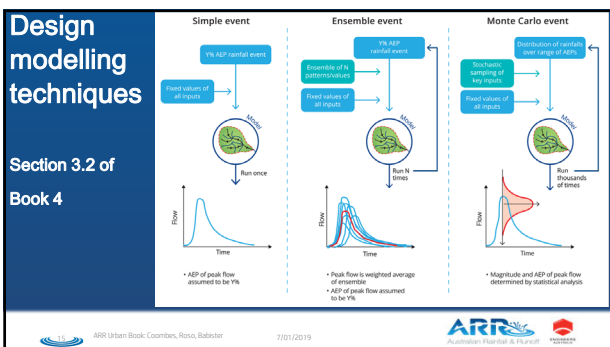 Design
modelling
techniques
Section 3.2 of
Book 4
Simple event
Y% AEP rainfall event
Fixed values of
all inputs
Model
Run once
Flow
Time
• AEP of peak flow
assumed to be Y%
Ensemble event
Y% AEP
rainfall event
Ensemble of N
patterns/values
Fixed values of
all inputs
Model
Run N
times
Flow
Time
• Peak flow is weighted average
of ensemble
• AEP of peak flow assumed
to be Y%
Monte Carlo event
Distribution of rainfalls
over range of AEPs
Stochastic
sampling of
key inputs
Fixed values of
all inputs
Model
Run
thousands
of times
Flow
Time
• Magnitude and AEP of peak flow
determined by statistical analysis
15
ARR Urban Book: Coombes, Roso, Babister
7/01/2019
ARR
Australian Rainfall & Runoff
ENGINEERS
AUSTRALIA